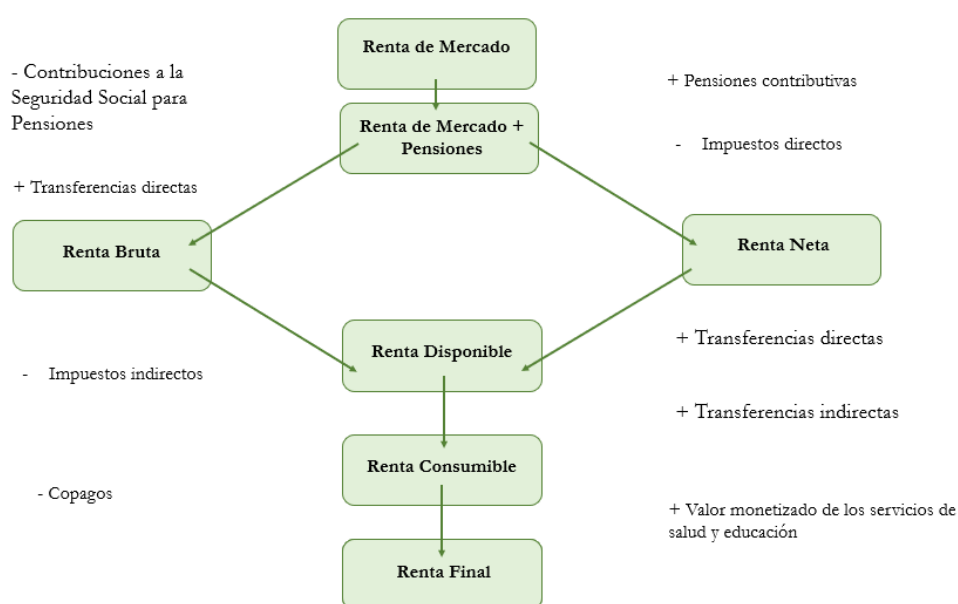 Renta de Mercado
- Contribuciones a la
Seguridad Social para
Pensiones
+ Pensiones contributivas
Renta de Mercado +
Pensiones
- Impuestos directos
+ Transferencias directas
Renta Bruta
Renta Neta
Renta Disponible
+ Transferencias directas
- Impuestos indirectos
+ Transferencias indirectas
Renta Consumible
- Copagos
+ Valor monetizado de los servicios de
salud y educación
Renta Final